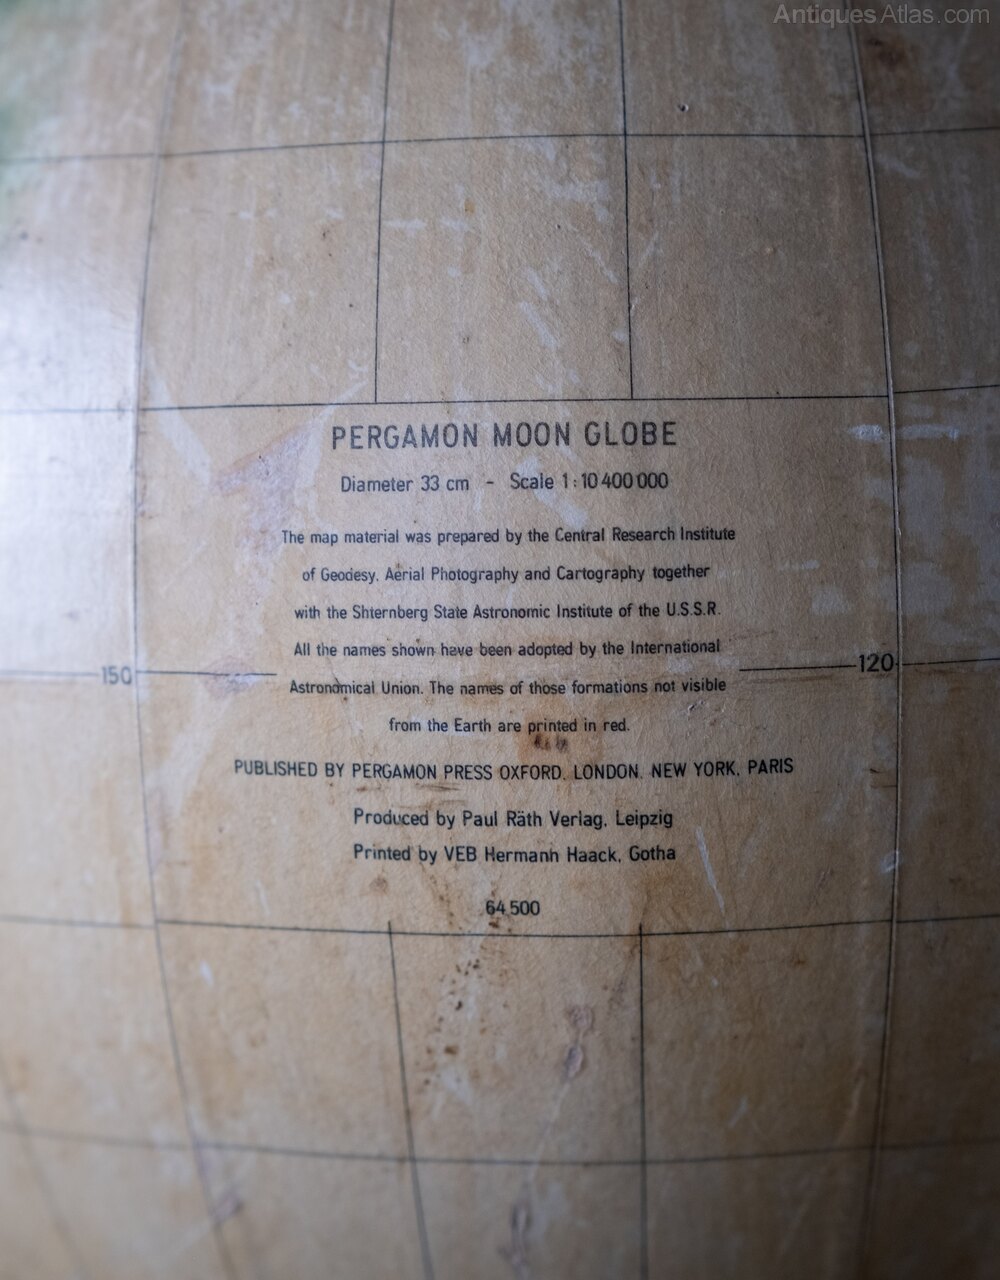 AntiquesAtlas.com
PERGAMON MOON GLOBE
Diameter 33 cm - Scale 1:10 400 000
The map material was prepared by the Central Research Institute
of Geodesy, Aerial Photography and Cartography together
with the Shternberg State Astronomic Institute of the U.S.S.R.
All the names shown have been adopted by the International
150
120
Astronomical Union. The names of those formations not visible
from the Earth are printed in red.
PUBLISHED BY PERGAMON PRESS OXFORD, LONDON, NEW YORK, PARIS
Produced by Paul Räth Verlag, Leipzig
Printed by VEB Hermann Haack, Gotha
64 500